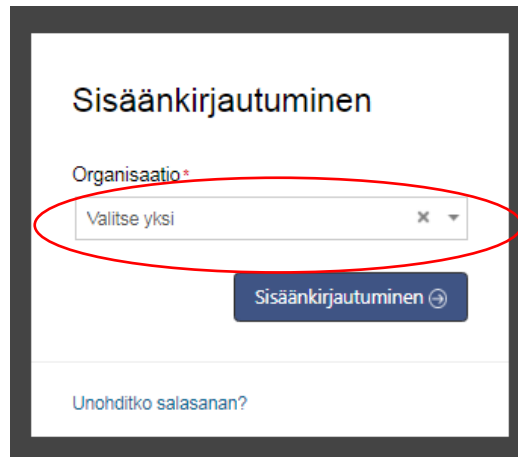 Sisäänkirjautuminen
Organisaatio*
Valitse yksi
Sisäänkirjautuminen
Unohditko salasanan?